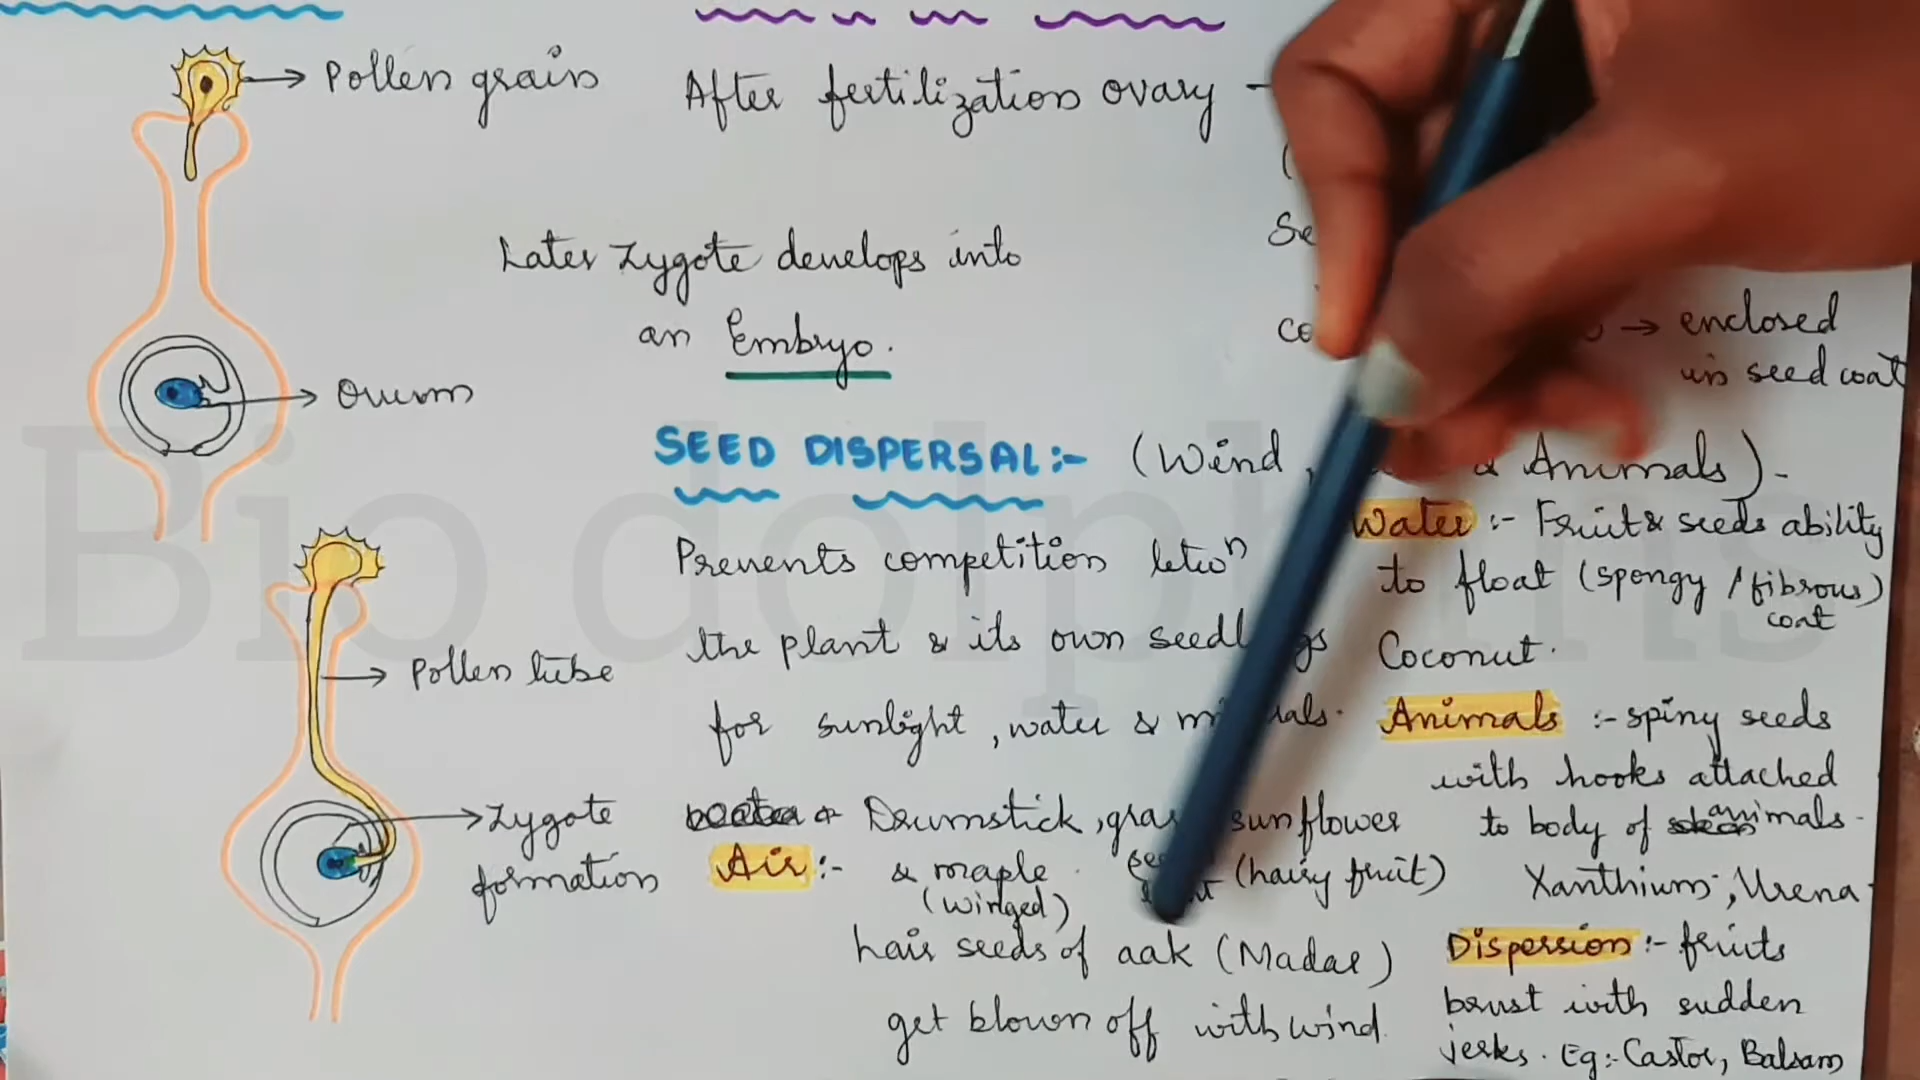 Pollen grain
After fertilization ovary -
Later zygote develops into
an Embryo.
→ enclosed
in seed coat
Ovum
SEED DISPERSAL:- (Wind, & Animals).
Prevents competition betwn
the plant & its own
for sunlight, water &
Pollen tube
Zygote
formation
Air :-
Drumstick, sunflower
& maple (hairy fruit)
(winged)
hair seeds of aak (Madar)
get blown off with wind.
Water :- Fruit & seeds ability
to float (spongy / fibrous)
coat
Coconut.
Animals :- spiny seeds
with hooks attached
to body of animals.
Xanthium, Urena.
Dispersion :- fruits
brust with sudden
jerks. Eg:- Castor, Balsam
Bio dolphins